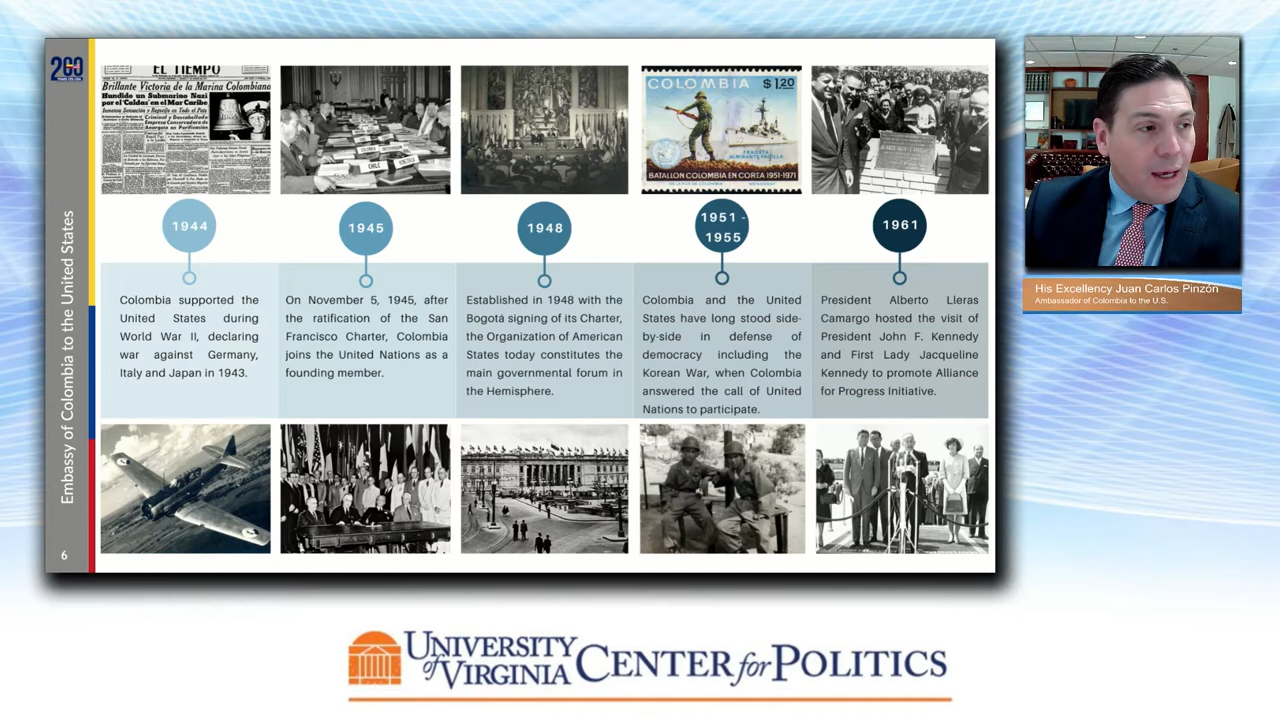 200
Embassy of Colombia to the United States
6
EL TIEMPO
Brillante Victoria de la Marina Colombiana
Hundido un Submarino Nazi
por el "Caldas" en el Mar Caribe
COLOMBIA
CHILE
COLOMBIA $1.20
FRAGATA
ALMIRANTE PADILLA
BATALLON COLOMBIA EN COREA 1951-1971
1944
1945
1948
1951 -
1955
1961
Colombia supported the
United States during
World War II, declaring
war against Germany,
Italy and Japan in 1943.
On November 5, 1945, after
the ratification of the San
Francisco Charter, Colombia
joins the United Nations as a
founding member.
Established in 1948 with the
Bogotá signing of its Charter,
the Organization of American
States today constitutes the
main governmental forum in
the Hemisphere.
Colombia and the United
States have long stood side-
by-side in defense of
democracy including the
Korean War, when Colombia
answered the call of United
Nations to participate.
President Alberto Lleras
Camargo hosted the visit of
President John F. Kennedy
and First Lady Jacqueline
Kennedy to promote Alliance
for Progress Initiative.
His Excellency Juan Carlos Pinzón
Ambassador of Colombia to the U.S.
UNIVERSITY
of VIRGINIA
CENTER for POLITICS